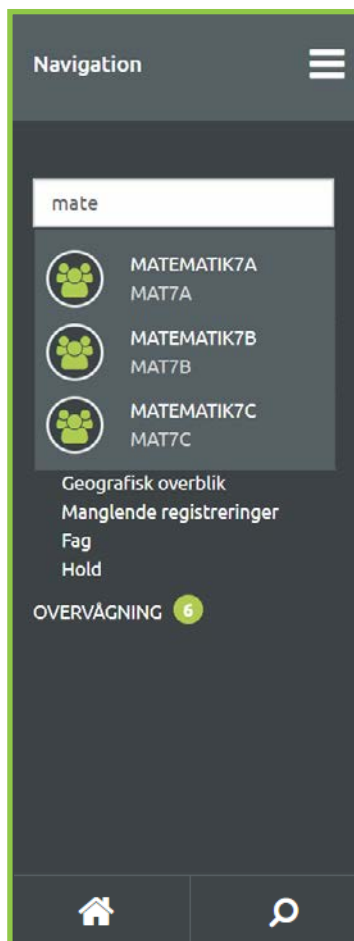 Navigation
mate
MATEMATIK7A
MAT7A
MATEMATIK7B
MAT7B
MATEMATIK7C
MAT7C
Geografisk overblik
Manglende registreringer
Fag
Hold
OVERVÅGNING 6